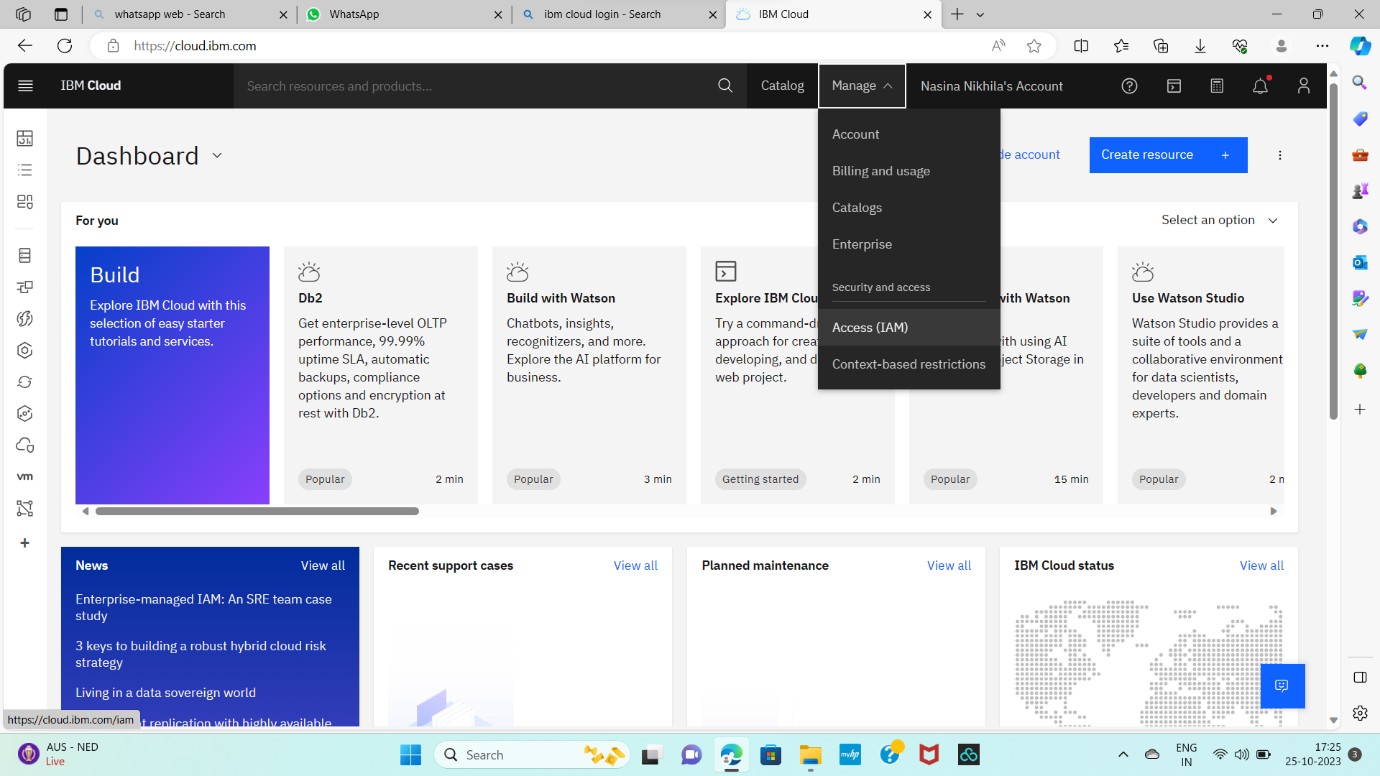 whatsapp web - Search
WhatsApp
ibm cloud login - Search
IBM Cloud
https://cloud.ibm.com
IBM Cloud
Search resources and products...
Catalog
Manage
Nasina Nikhila's Account
Account
Billing and usage
Catalogs
Enterprise
Security and access
Access (IAM)
Context-based restrictions
Dashboard
de account
Create resource +
For you
Select an option
Build
Explore IBM Cloud with this
selection of easy starter
tutorials and services.
Db2
Get enterprise-level OLTP
performance, 99.99%
uptime SLA, automatic
backups, compliance
options and encryption at
rest with Db2.
Popular
2 min
Build with Watson
Chatbots, insights,
recognizers, and more.
Explore the AI platform for
business.
Popular
3 min
Explore IBM Clou
Try a command-dr
approach for crea
developing, and d
web project.
Getting started
2 min
with Watson
with using AI
ject Storage in
Popular
15 min
Use Watson Studio
Watson Studio provides a
suite of tools and a
collaborative environment
for data scientists,
developers and domain
experts.
Popular
2 m
vm
News
View all
Enterprise-managed IAM: An SRE team case
study
3 keys to building a robust hybrid cloud risk
strategy
Living in a data sovereign world
t replication with highly available
Recent support cases
View all
Planned maintenance
View all
IBM Cloud status
View all
https://cloud.ibm.com/iam
AUS - NED
Live
Search
myhp
ENG
IN
17:25
25-10-2023
3